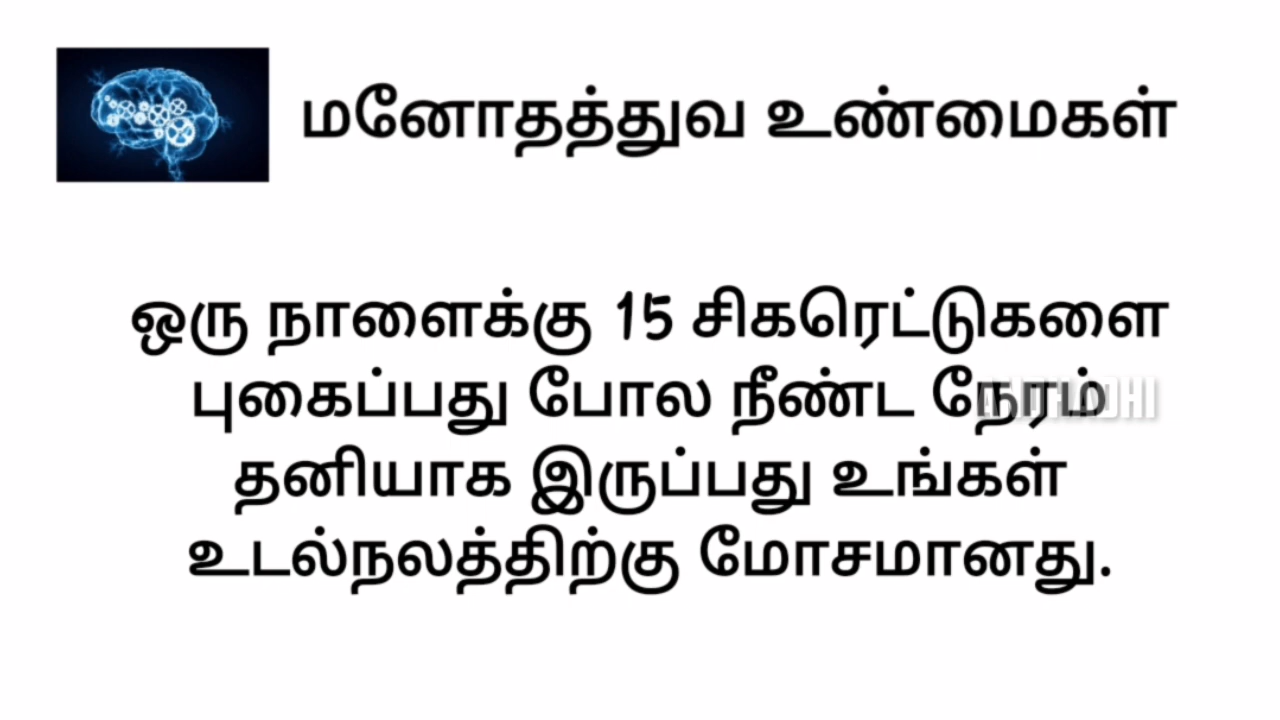 மனோதத்துவ உண்மைகள்
ஒரு நாளைக்கு 15 சிகரெட்டுகளை
புகைப்பது போல நீண்ட நேரம்
தனியாக இருப்பது உங்கள்
உடல்நலத்திற்கு மோசமானது.